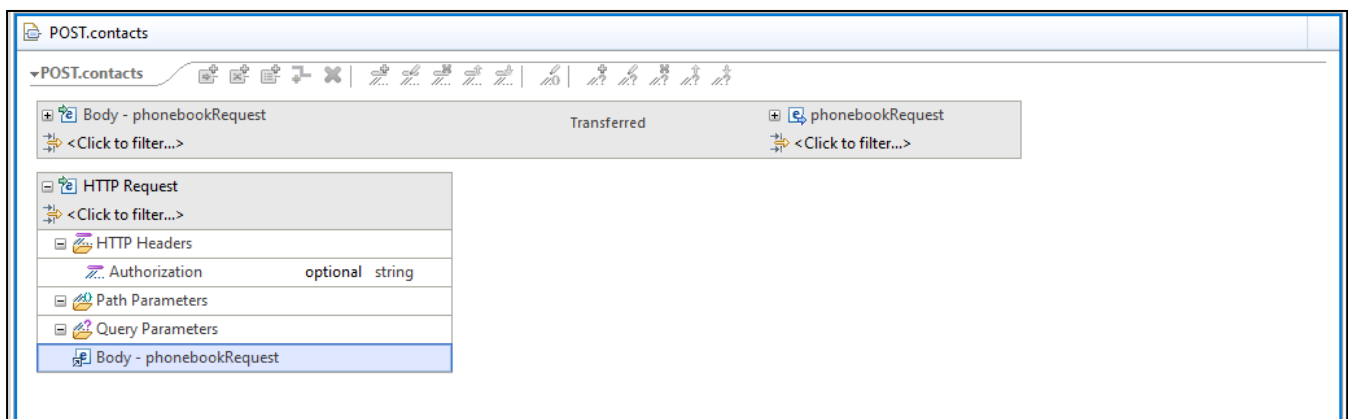 POST.contacts
POST.contacts
Body - phonebookRequest Transferred phonebookRequest
<Click to filter...> <Click to filter...>
HTTP Request
<Click to filter...>
HTTP Headers
Authorization optional string
Path Parameters
Query Parameters
Body - phonebookRequest